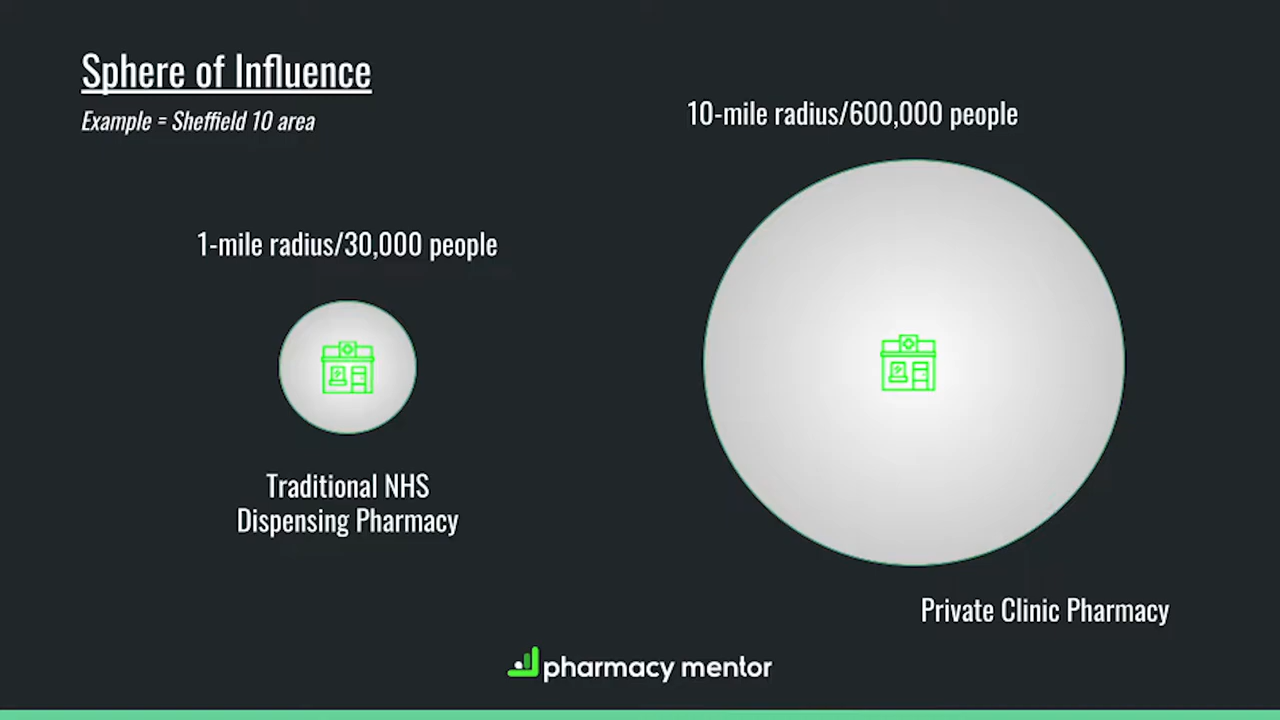 Sphere of Influence
Example = Sheffield 10 area
10-mile radius/600,000 people
1-mile radius/30,000 people
Traditional NHS
Dispensing Pharmacy
Private Clinic Pharmacy
pharmacy mentor